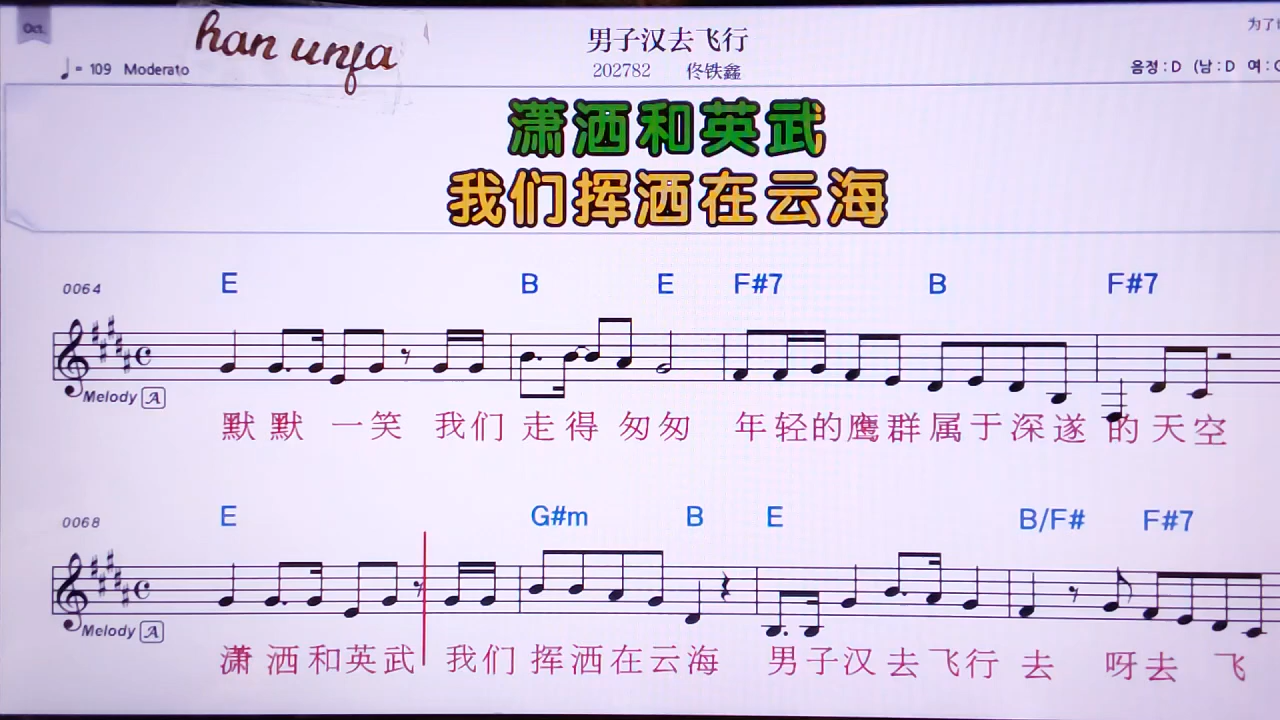 Oct.
han unfa
男子汉去飞行
为了
♩= 109 Moderato
202782 佟铁鑫
음정 : D (남 : D 여 : C
潇洒和英武
我们挥洒在云海
0064 E B E F#7 B F#7
Melody A
默默 一笑 我们 走得 匆匆 年轻的鹰群属于深遂 的天空
0068 E G#m B E B/F# F#7
Melody A
潇洒和英武 我们 挥洒在云海 男子汉去飞行 去 呀去 飞